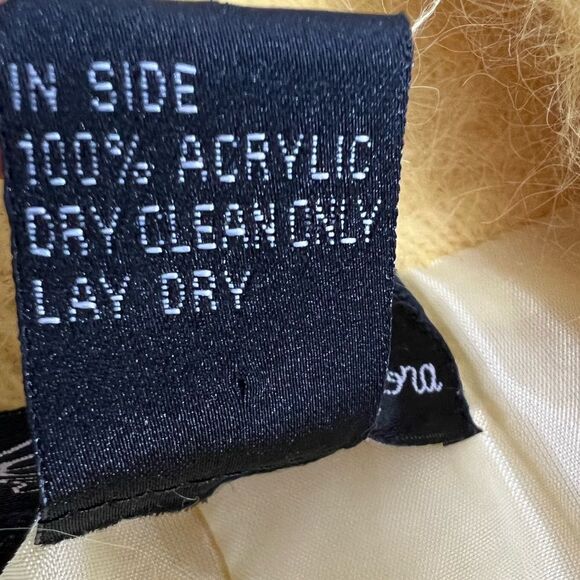 IN SIDE
100% ACRYLIC
DRY CLEAN ONLY
LAY DRY